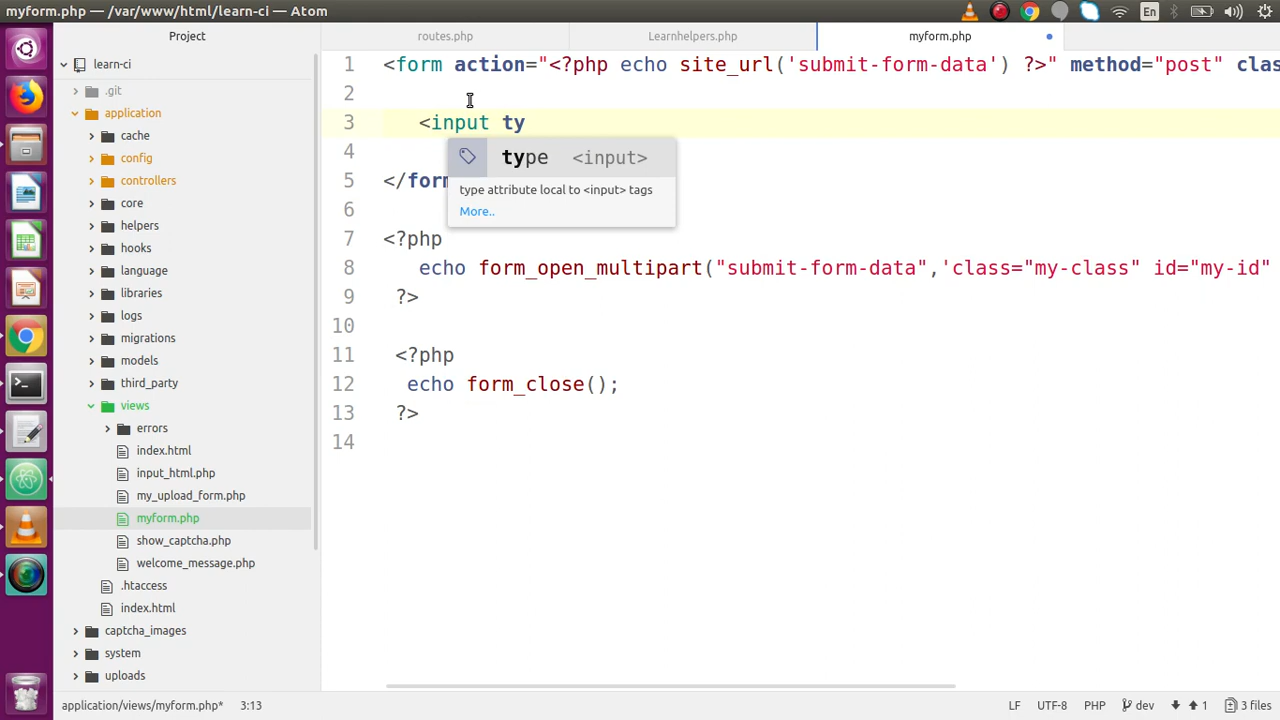 myform.php — /var/www/html/learn-ci — Atom
En
Project
routes.php
Learnhelpers.php
myform.php
learn-ci
.git
application
cache
config
controllers
core
helpers
hooks
language
libraries
logs
migrations
models
third_party
views
errors
index.html
input_html.php
my_upload_form.php
myform.php
show_captcha.php
welcome_message.php
.htaccess
index.html
captcha_images
system
uploads
1 <form action="<?php echo site_url('submit-form-data') ?>" method="post" clas
2
3 <input ty
type <input>
type attribute local to <input> tags
More..
4
5 </form
6
7 <?php
8 echo form_open_multipart("submit-form-data",'class="my-class" id="my-id"
9 ?>
10
11 <?php
12 echo form_close();
13 ?>
14
application/views/myform.php* 3:13
LF UTF-8 PHP dev 1 3 files